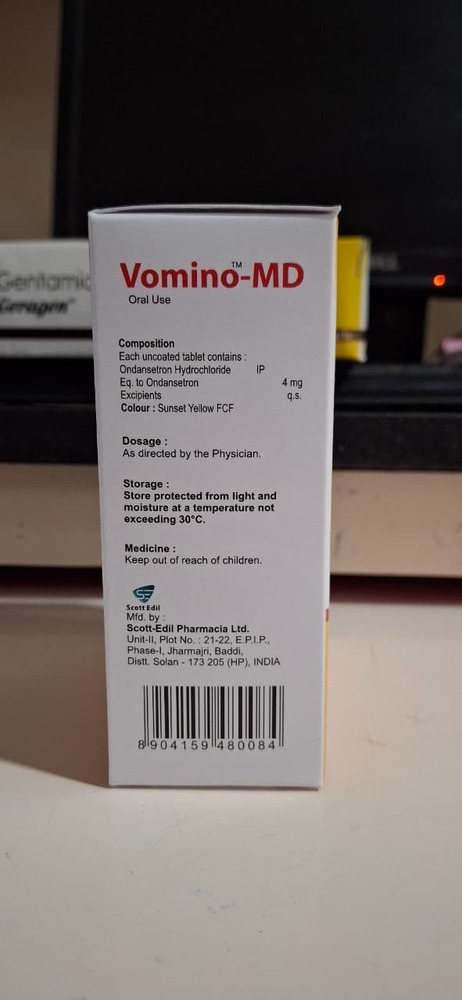 Vomino-MD
TM
Oral Use
Composition
Each uncoated tablet contains :
Ondansetron Hydrochloride IP
Eq. to Ondansetron 4 mg
Excipients q.s.
Colour : Sunset Yellow FCF
Dosage :
As directed by the Physician.
Storage :
Store protected from light and
moisture at a temperature not
exceeding 30°C.
Medicine :
Keep out of reach of children.
SE
Scott Edil
Mfd. by :
Scott-Edil Pharmacia Ltd.
Unit-II, Plot No. : 21-22, E.P.I.P.,
Phase-I, Jharmajri, Baddi,
Distt. Solan - 173 205 (HP), INDIA
8904159480084
Gentamic
Geragen